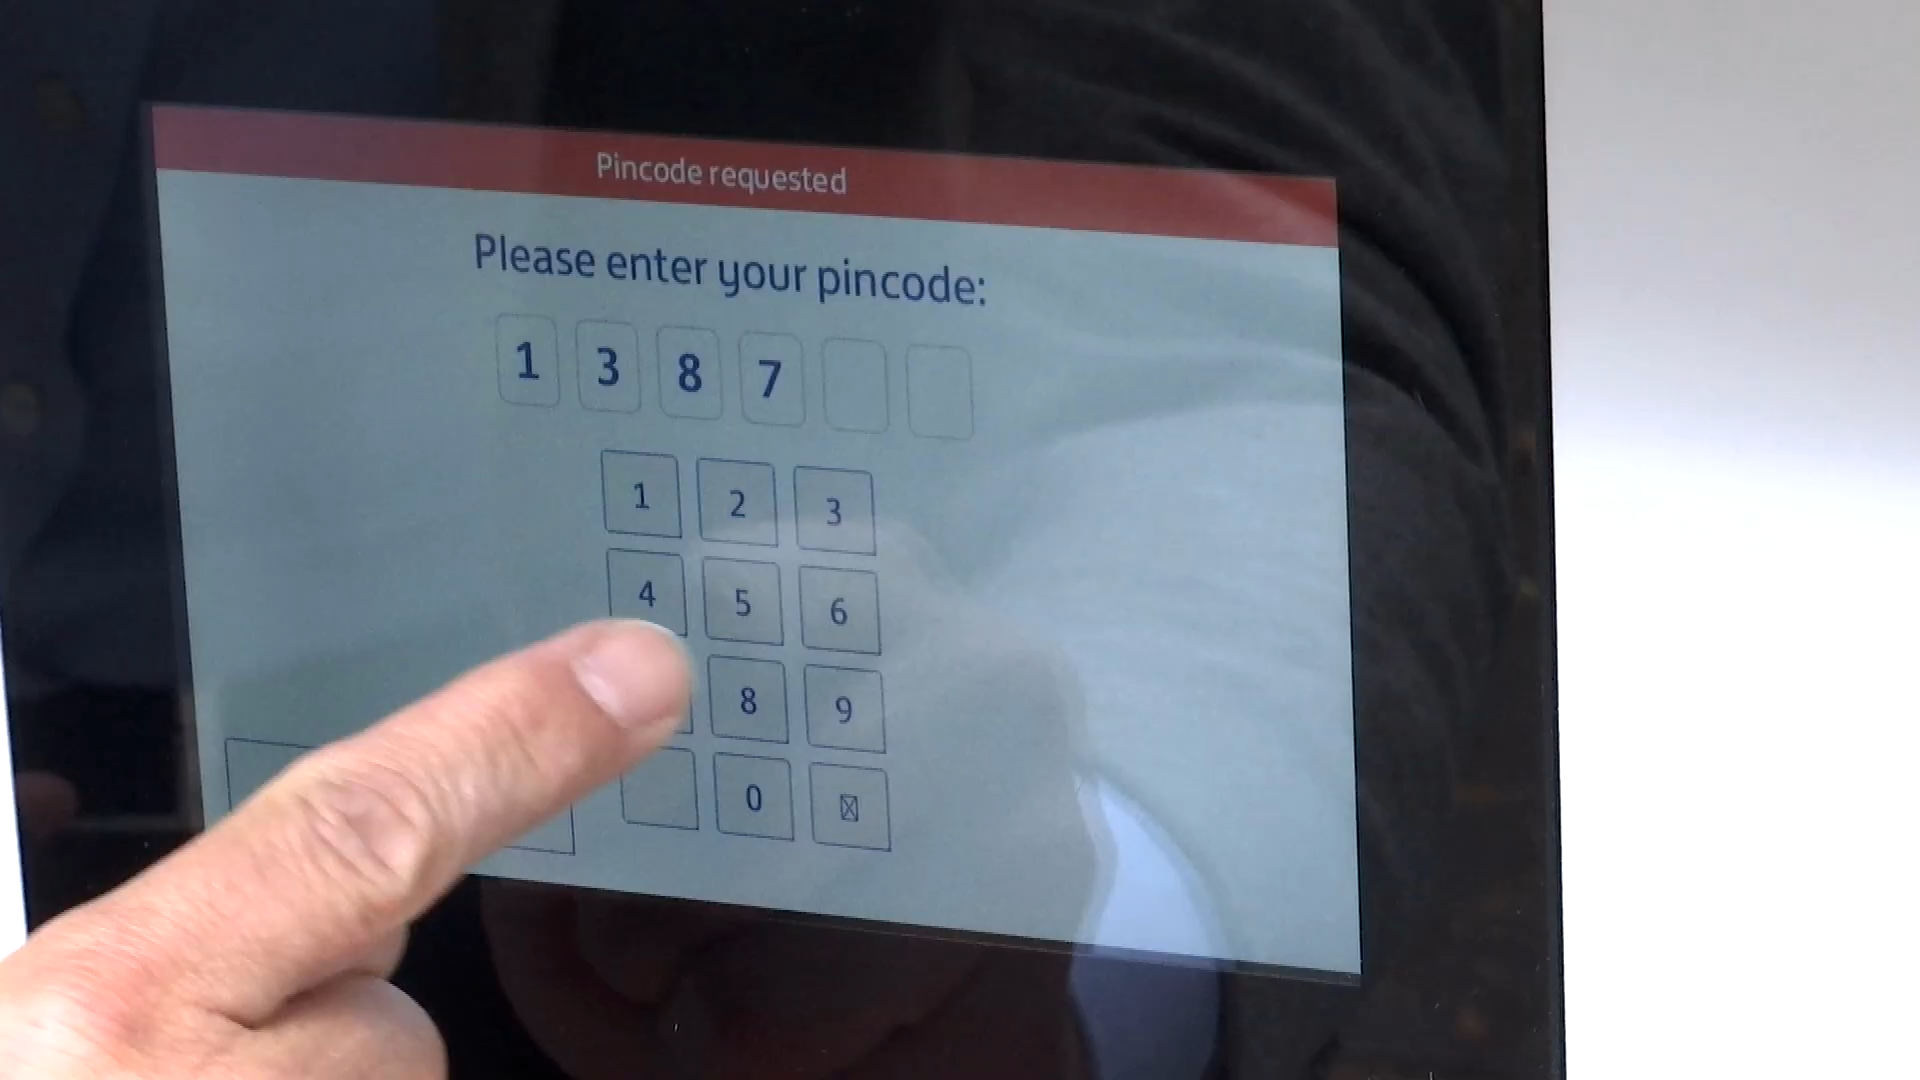 Pincode requested
Please enter your pincode:
1 3 8 7
1 2 3
4 5 6
8 9
0